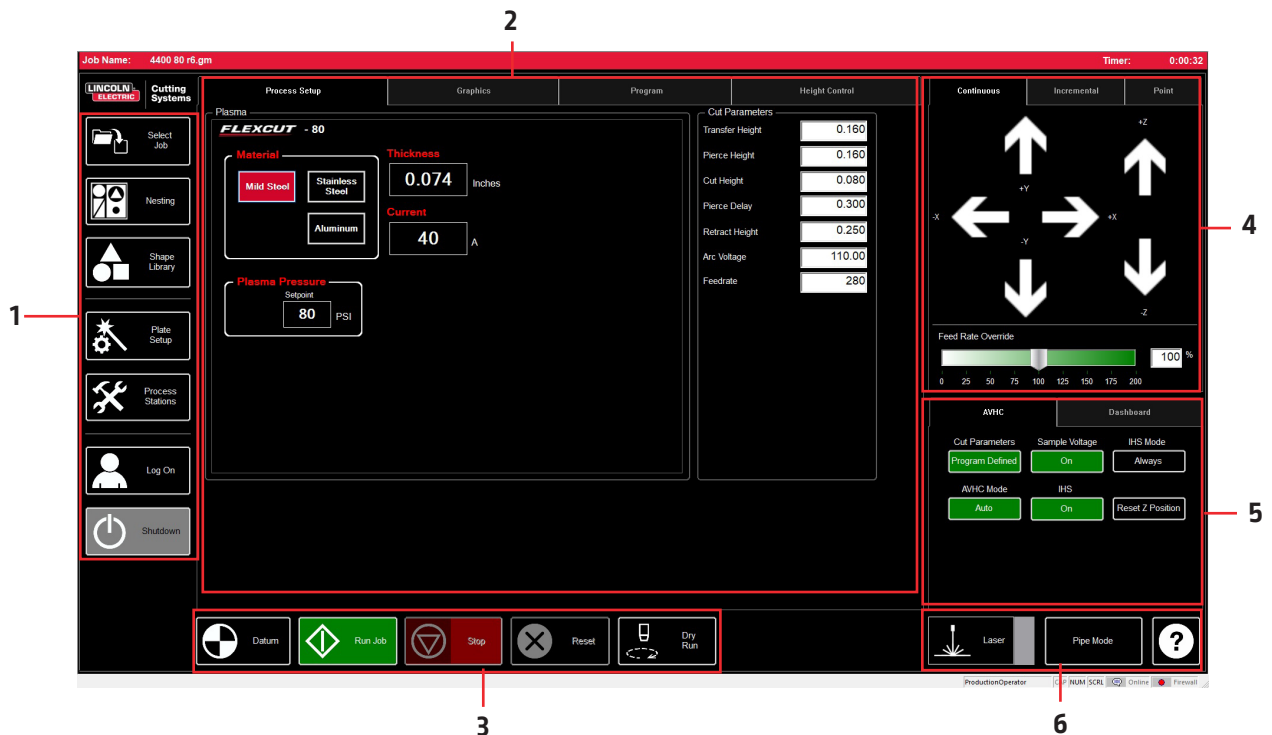 2
Job Name: 4400 80 r6.gm Timer: 0:00:32
LINCOLN ELECTRIC
Cutting Systems
Process Setup Graphics Program Height Control
Continuous Incremental Point
1
Select Job
Nesting
Shape Library
Plate Setup
Process Stations
Log On
Shutdown
Plasma
FLEXCUT - 80
Material
Mild Steel
Stainless Steel
Aluminum
Thickness
0.074 Inches
Current
40 A
Plasma Pressure
Setpoint
80 PSI
Cut Parameters
Transfer Height 0.160
Pierce Height 0.160
Cut Height 0.080
Pierce Delay 0.300
Retract Height 0.250
Arc Voltage 110.00
Feedrate 280
+Z
+Y
-X +X
-Y
-Z
4
Feed Rate Override
100 %
0 25 50 75 100 125 150 175 200
AVHC Dashboard
Cut Parameters Sample Voltage IHS Mode
Program Defined On Always
AVHC Mode IHS
Auto On Reset Z Position
5
Datum
Run Job
Stop
Reset
Dry Run
Laser
Pipe Mode
?
ProductionOperator NUM SCRL Online Firewall
3
6